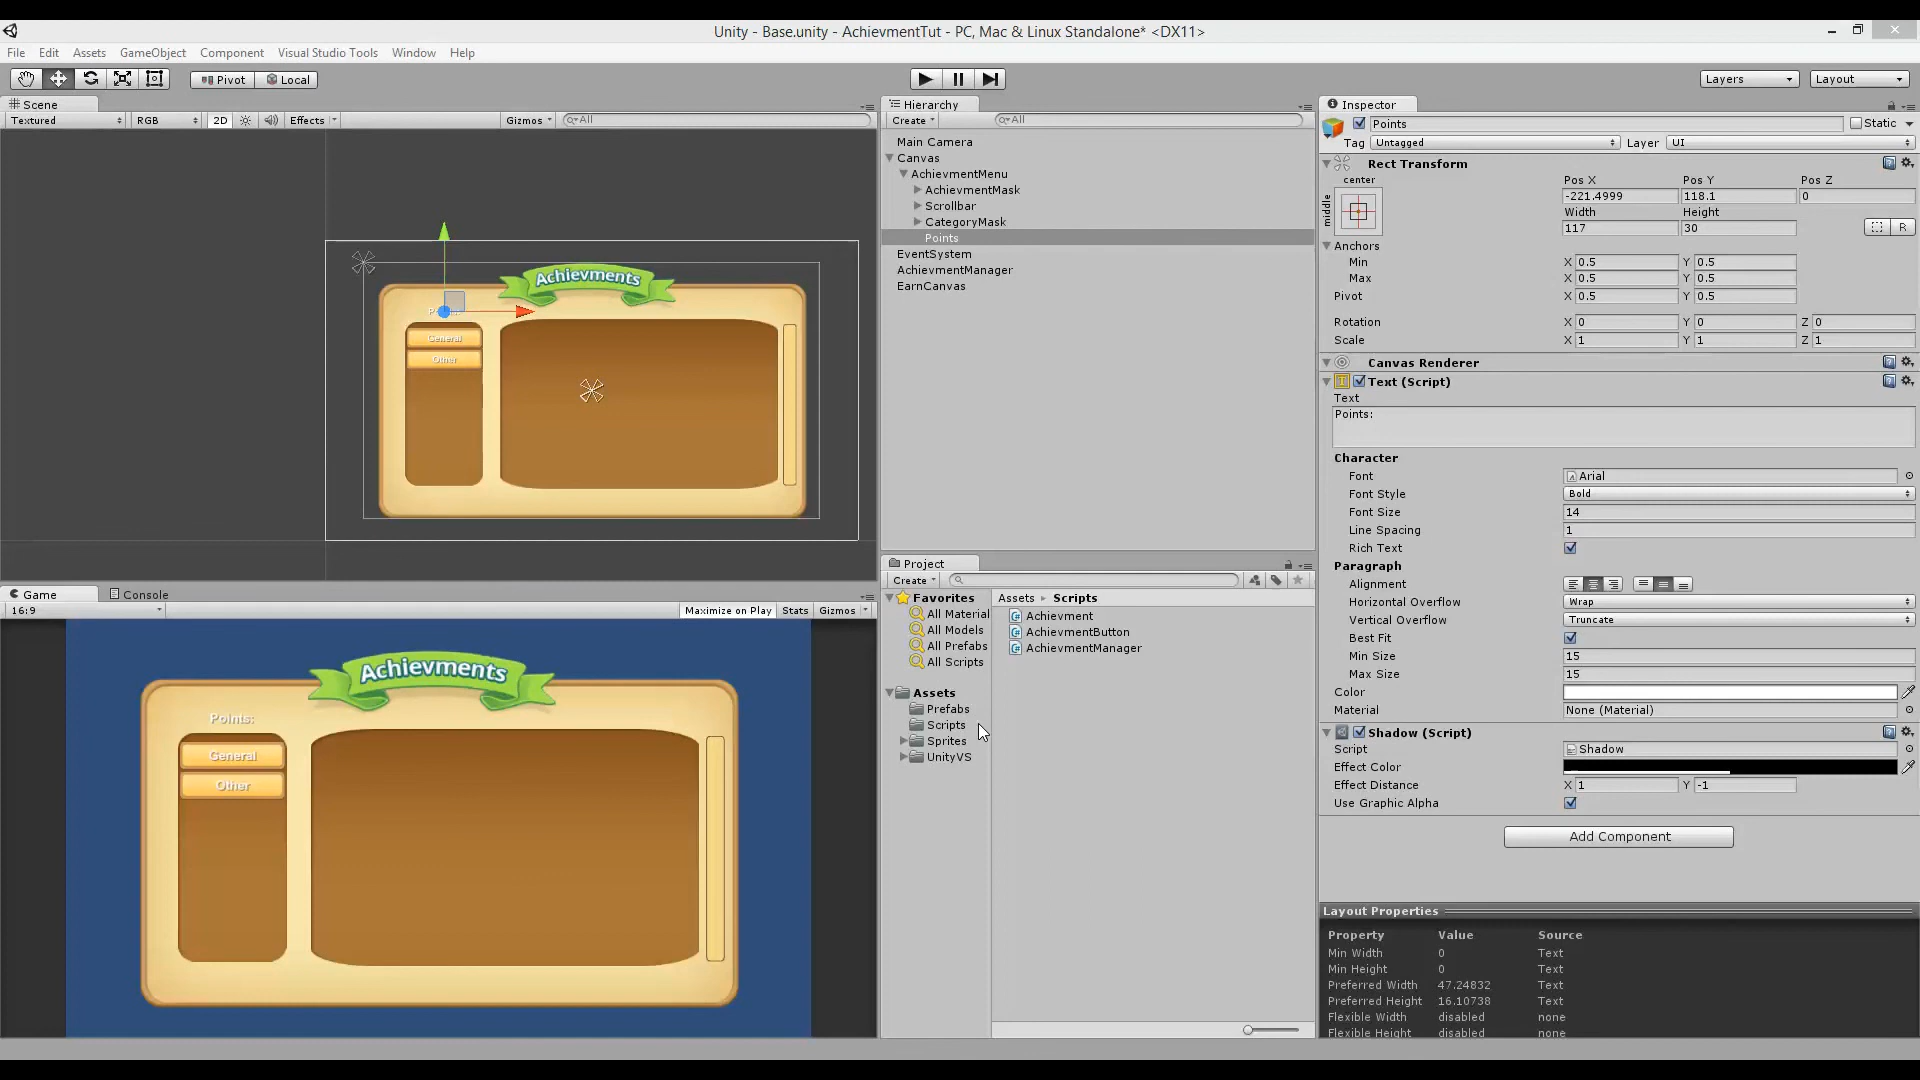 Unity - Base.unity - AchievmentTut - PC, Mac & Linux Standalone* <DX11>
File Edit Assets GameObject Component Visual Studio Tools Window Help
Pivot Local Layers Layout
Scene
Textured RGB 2D Effects Gizmos All
Achievments
General
Other
Game Console
16:9 Maximize on Play Stats Gizmos
Achievments
Points:
General
Other
Hierarchy
Create All
Main Camera
Canvas
AchievmentMenu
AchievmentMask
Scrollbar
CategoryMask
Points
EventSystem
AchievmentManager
EarnCanvas
Project
Create
Favorites
All Material
All Models
All Prefabs
All Scripts
Assets
Prefabs
Scripts
Sprites
UnityVS
Assets Scripts
Achievment
AchievmentButton
AchievmentManager
Inspector
Points Static
Tag Untagged Layer UI
Rect Transform
center
middle
Pos X Pos Y Pos Z
-221.4999 118.1 0
Width Height
117 30 R
Anchors
Min X 0.5 Y 0.5
Max X 0.5 Y 0.5
Pivot X 0.5 Y 0.5
Rotation X 0 Y 0 Z 0
Scale X 1 Y 1 Z 1
Canvas Renderer
Text (Script)
Text
Points:
Character
Font Arial
Font Style Bold
Font Size 14
Line Spacing 1
Rich Text
Paragraph
Alignment
Horizontal Overflow Wrap
Vertical Overflow Truncate
Best Fit
Min Size 15
Max Size 15
Color
Material None (Material)
Shadow (Script)
Script Shadow
Effect Color
Effect Distance X 1 Y -1
Use Graphic Alpha
Add Component
Layout Properties
Property Value Source
Min Width 0 Text
Min Height 0 Text
Preferred Width 47.24832 Text
Preferred Height 16.10738 Text
Flexible Width disabled none
Flexible Height disabled none